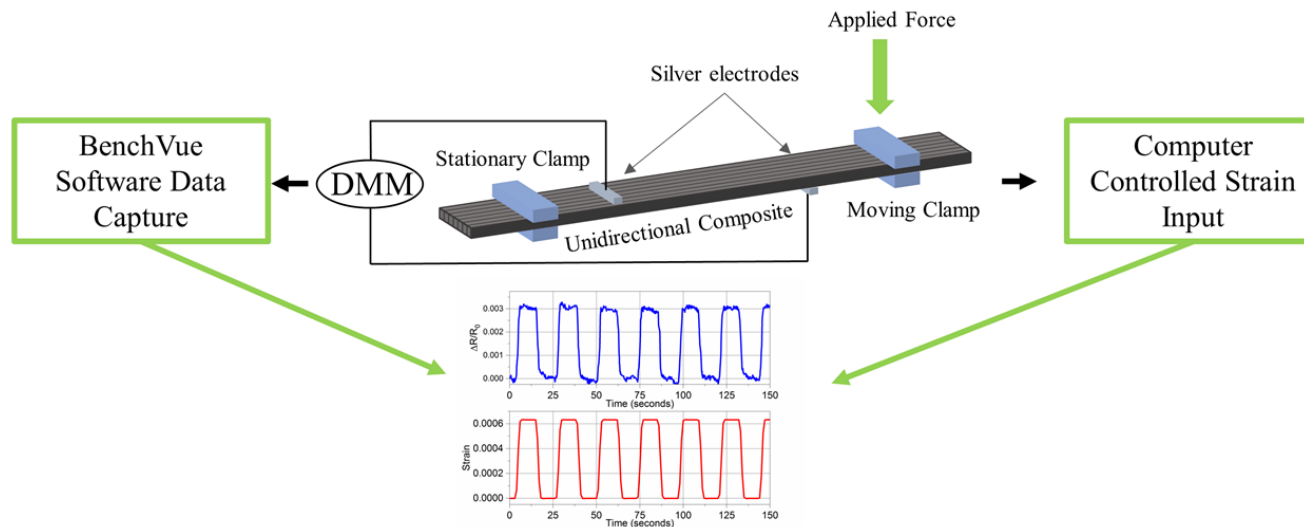 Applied Force
Silver electrodes
BenchVue
Software Data
Capture
DMM
Stationary Clamp
Unidirectional Composite
Moving Clamp
Computer
Controlled Strain
Input
ΔR/R0
0.003
0.002
0.001
0.000
0 25 50 75 100 125 150
Time (seconds)
Strain
0.0006
0.0004
0.0002
0.0000
0 25 50 75 100 125 150
Time (seconds)